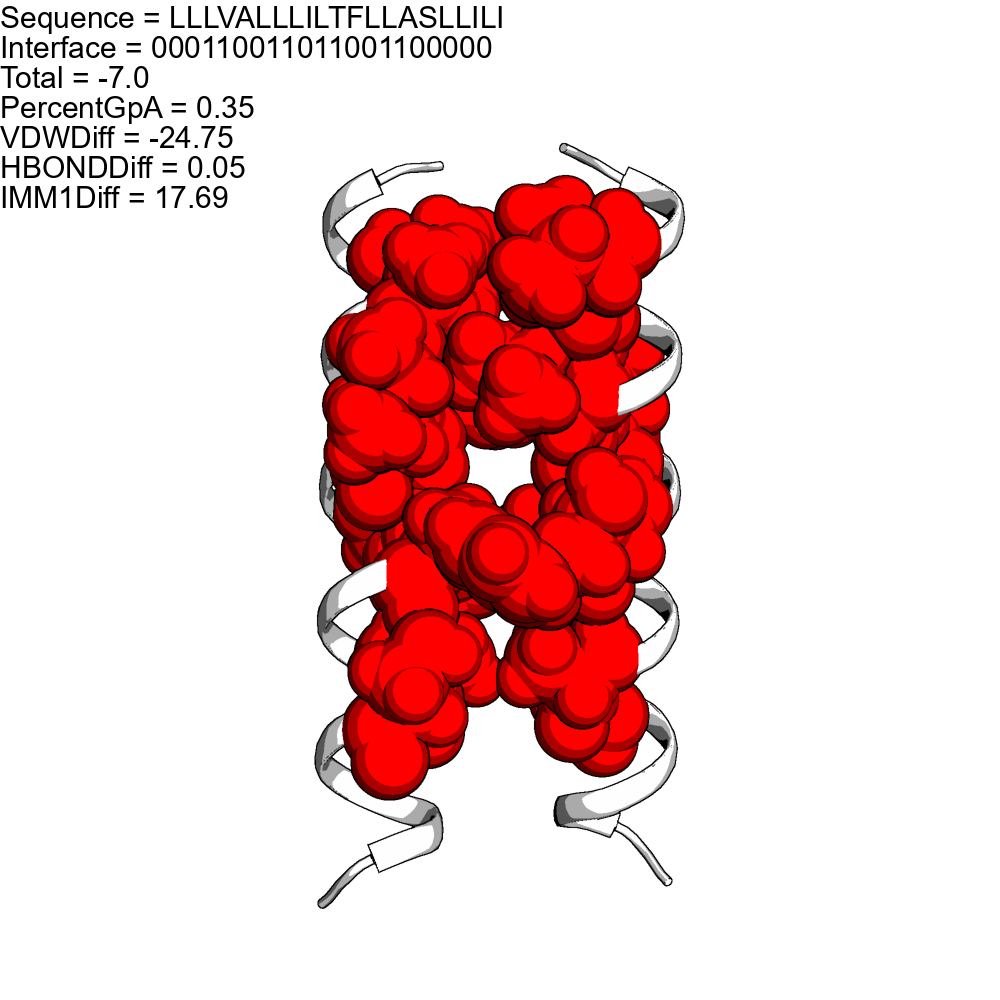 Sequence = LLLVALLLILTFLLASLLILI
Interface = 000110011011001100000
Total = -7.0
PercentGpA = 0.35
VDWDiff = -24.75
HBONDDiff = 0.05
IMM1Diff = 17.69